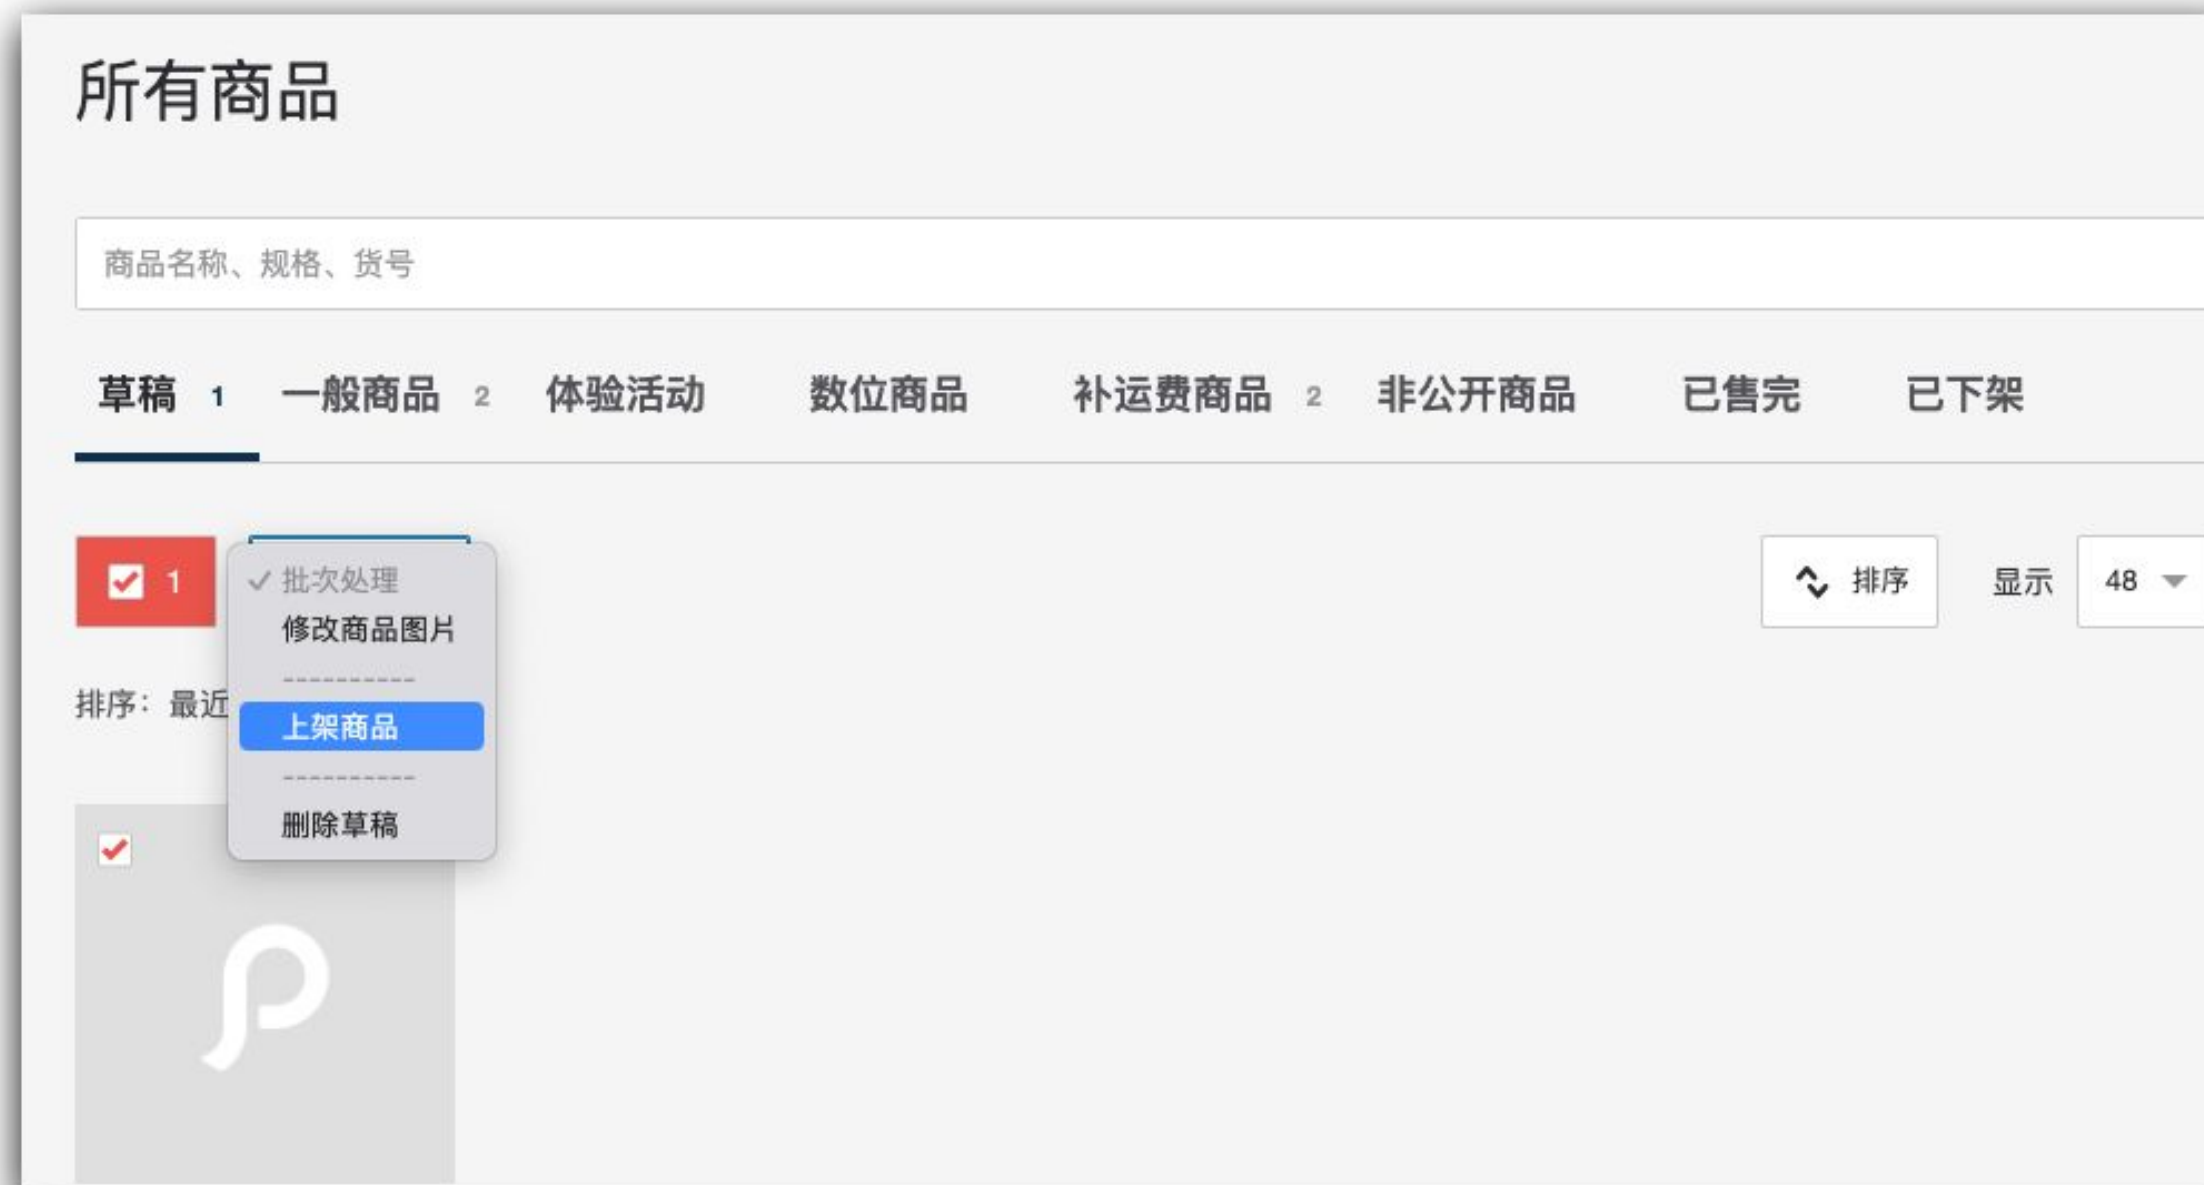 所有商品
商品名称、规格、货号
草稿 1 一般商品 2 体验活动 数位商品 补运费商品 2 非公开商品 已售完 已下架
1
批次处理
修改商品图片
----------
上架商品
----------
删除草稿
排序 显示 48
排序：最近